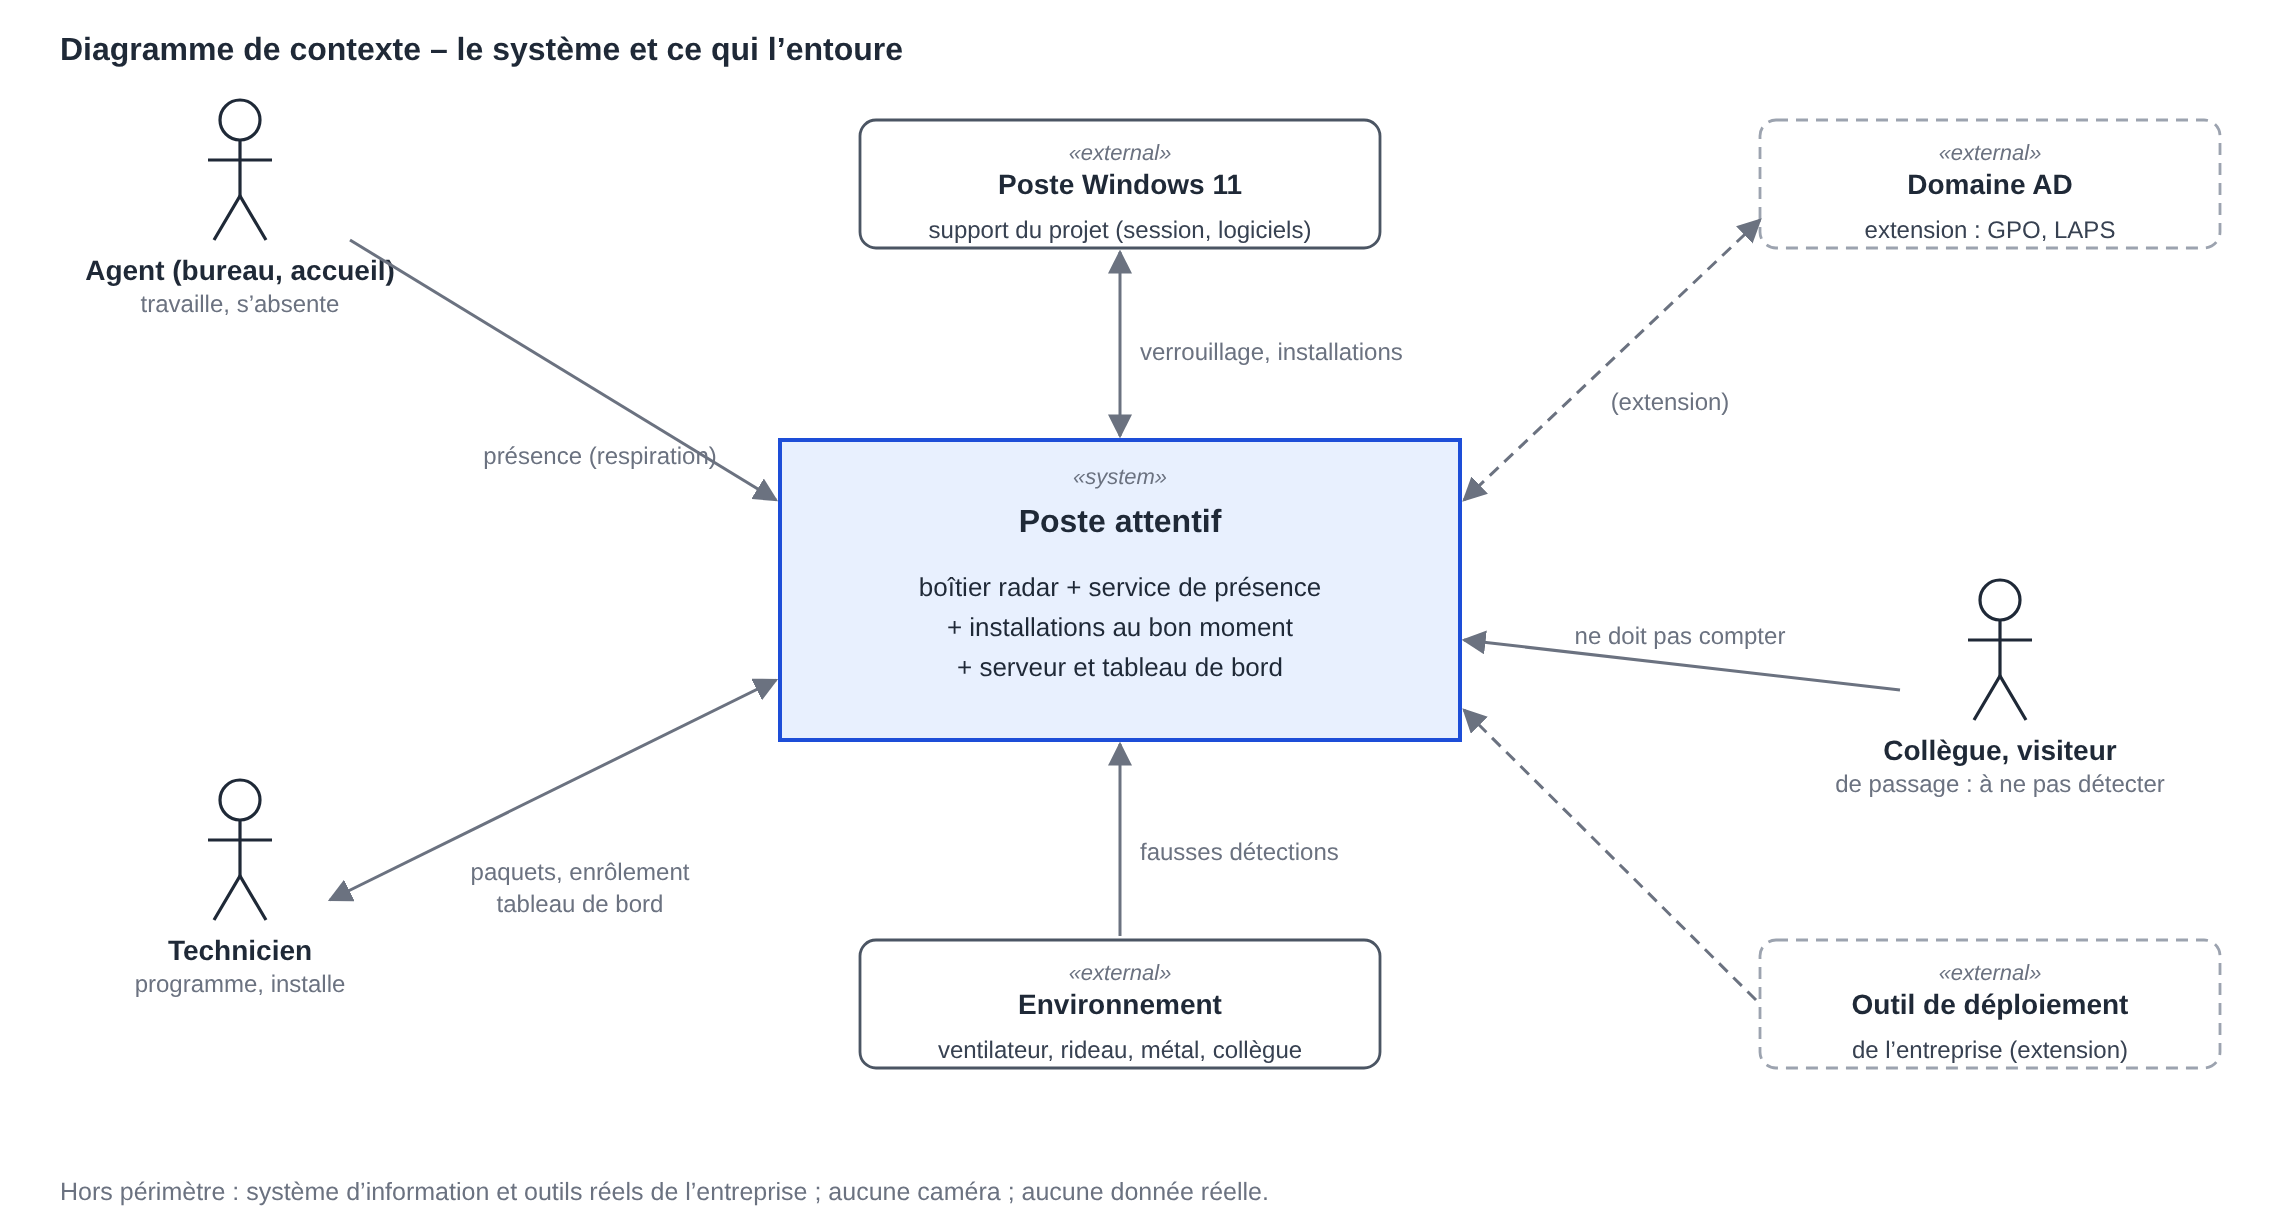 Diagramme de contexte – le système et ce qui l’entoure
«external»
Poste Windows 11
support du projet (session, logiciels)
«external»
Domaine AD
extension : GPO, LAPS
Agent (bureau, accueil)
travaille, s’absente
verrouillage, installations
(extension)
présence (respiration)
«system»
Poste attentif
boîtier radar + service de présence
+ installations au bon moment
+ serveur et tableau de bord
ne doit pas compter
Collègue, visiteur
de passage : à ne pas détecter
paquets, enrôlement
tableau de bord
fausses détections
Technicien
programme, installe
«external»
Environnement
ventilateur, rideau, métal, collègue
«external»
Outil de déploiement
de l’entreprise (extension)
Hors périmètre : système d’information et outils réels de l’entreprise ; aucune caméra ; aucune donnée réelle.